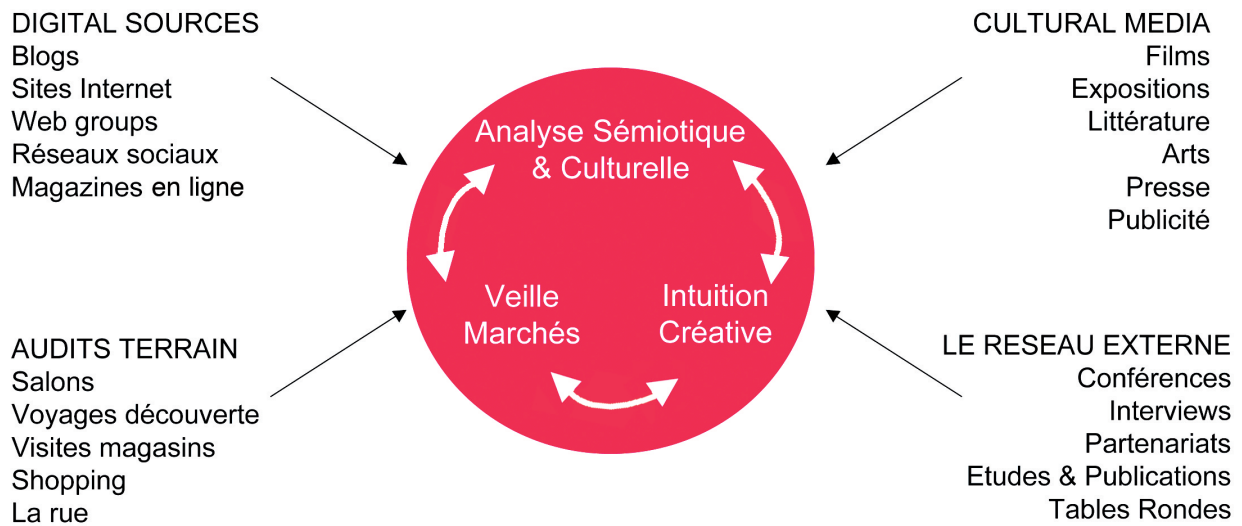 DIGITAL SOURCES
Blogs
Sites Internet
Web groups
Réseaux sociaux
Magazines en ligne
CULTURAL MEDIA
Films
Expositions
Littérature
Arts
Presse
Publicité
Analyse Sémiotique
& Culturelle
Veille
Marchés
Intuition
Créative
AUDITS TERRAIN
Salons
Voyages découverte
Visites magasins
Shopping
La rue
LE RESEAU EXTERNE
Conférences
Interviews
Partenariats
Etudes & Publications
Tables Rondes